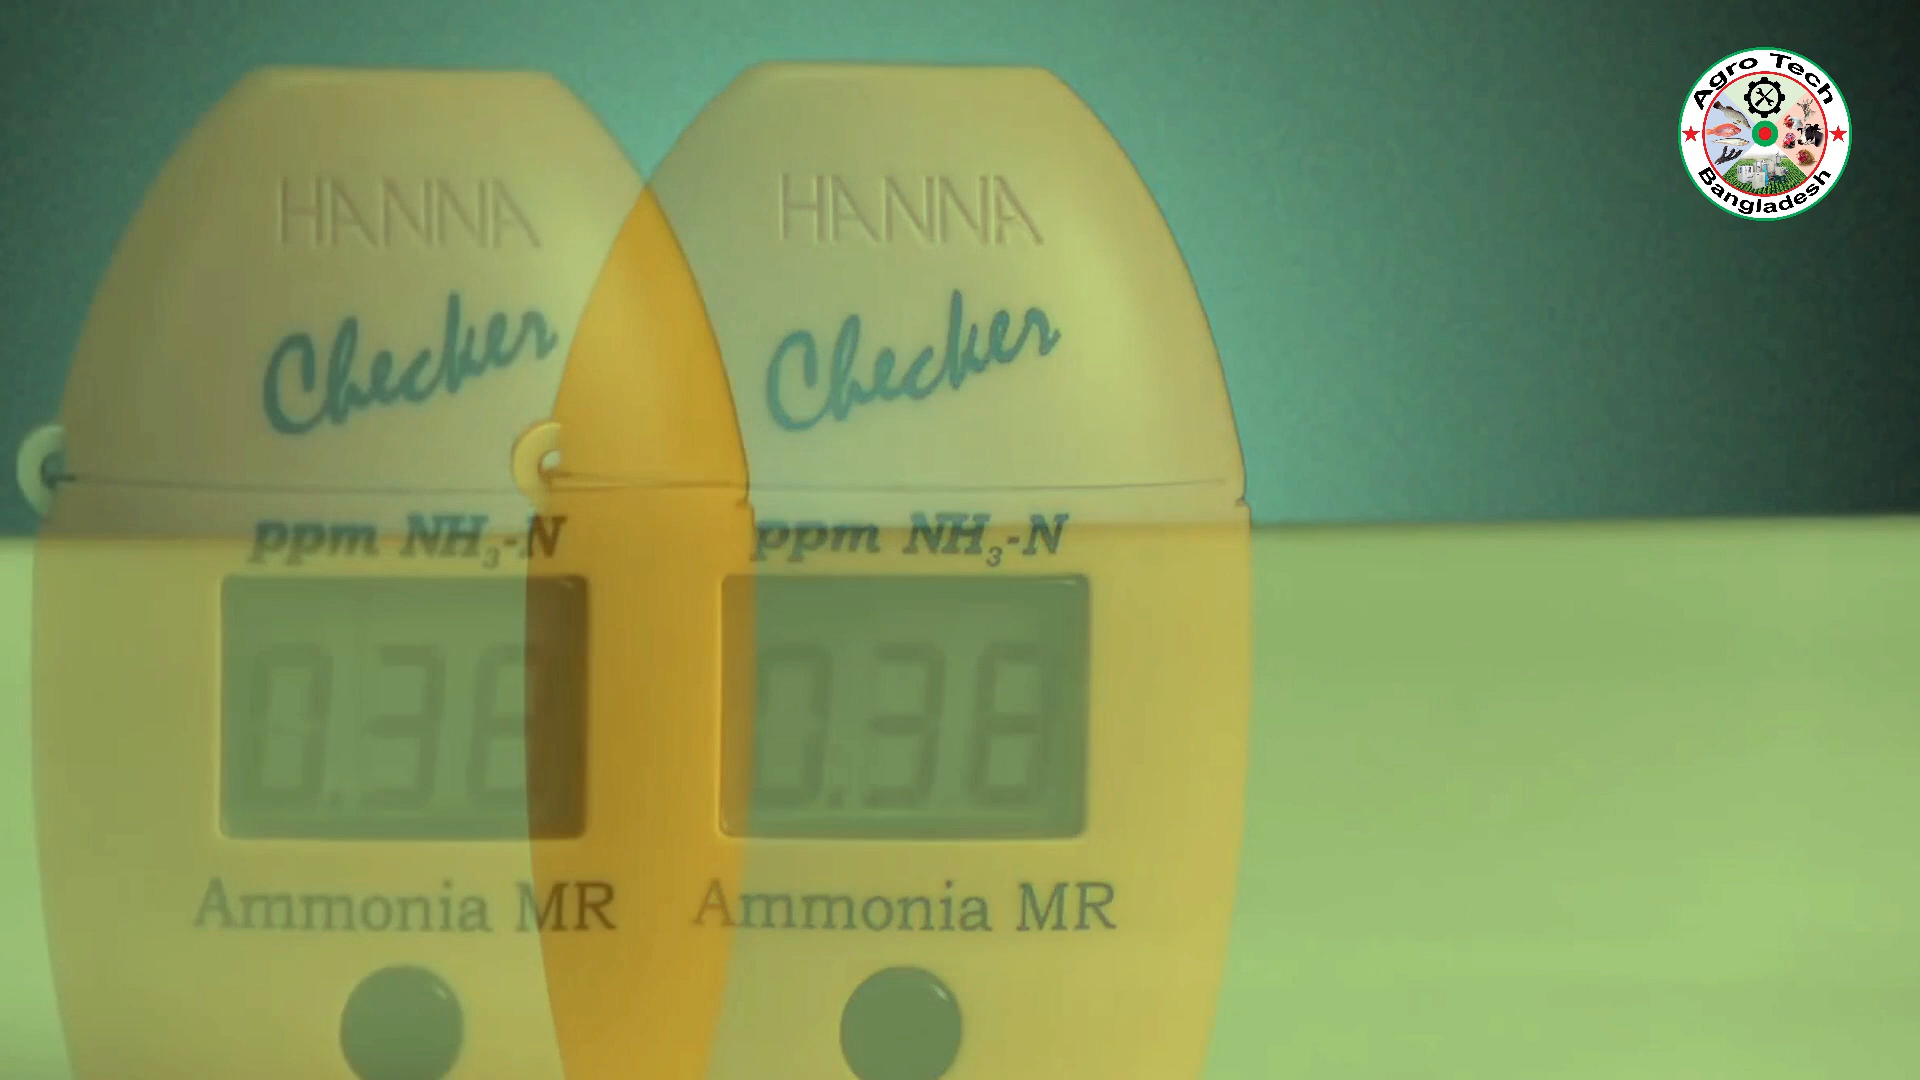 HANNA
Checker
ppm NH3-N
0.38
Ammonia MR
HANNA
Checker
ppm NH3-N
0.38
Ammonia MR
Agro Tech
Bangladesh